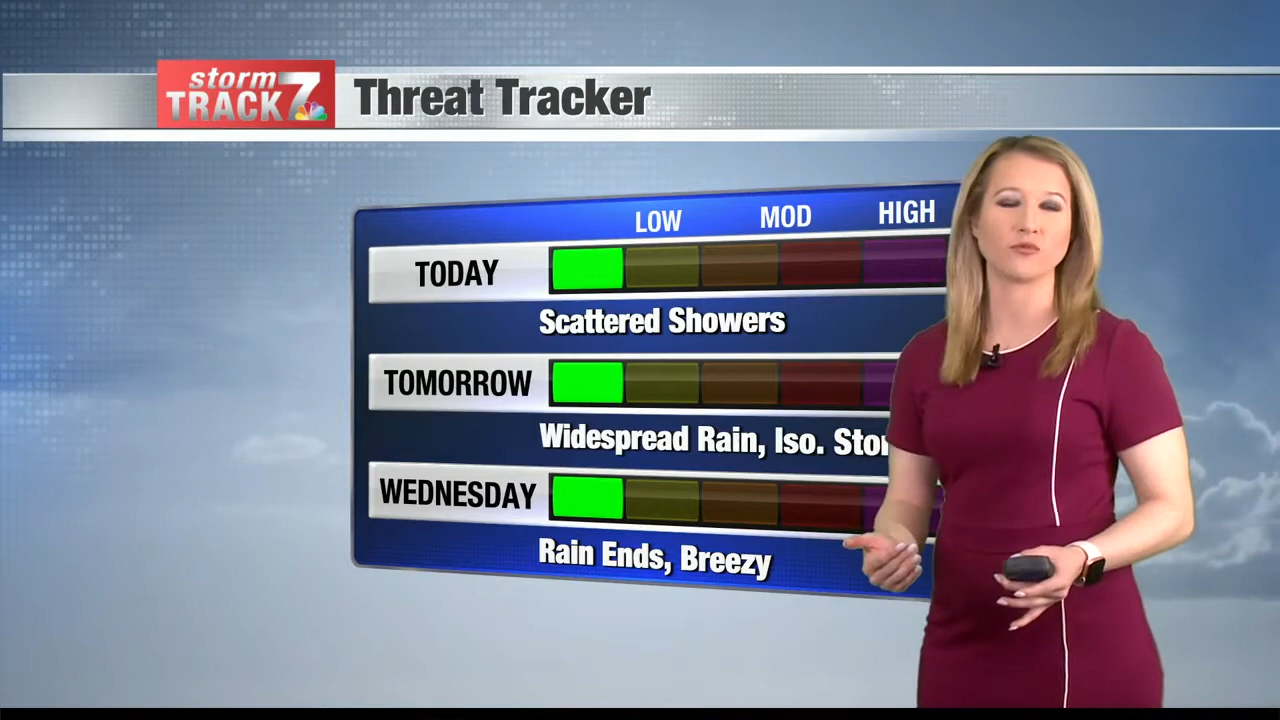 storm
TRACK 7
Threat Tracker
LOW MOD HIGH
TODAY
Scattered Showers
TOMORROW
Widespread Rain, Iso.
WEDNESDAY
Rain Ends, Breezy